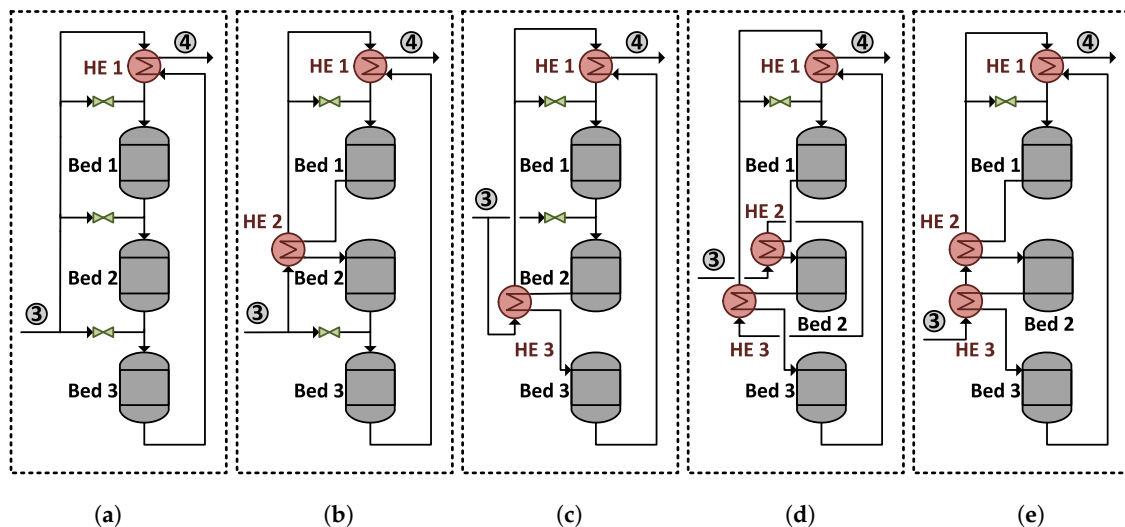 ④
HE 1
Bed 1
Bed 2
③
Bed 3
(a)
④
HE 1
Bed 1
HE 2
Bed 2
③
Bed 3
(b)
④
HE 1
Bed 1
③
Bed 2
HE 3
Bed 3
(c)
④
HE 1
Bed 1
HE 2
③
Bed 2
HE 3
Bed 3
(d)
④
HE 1
Bed 1
HE 2
③
Bed 2
HE 3
Bed 3
(e)